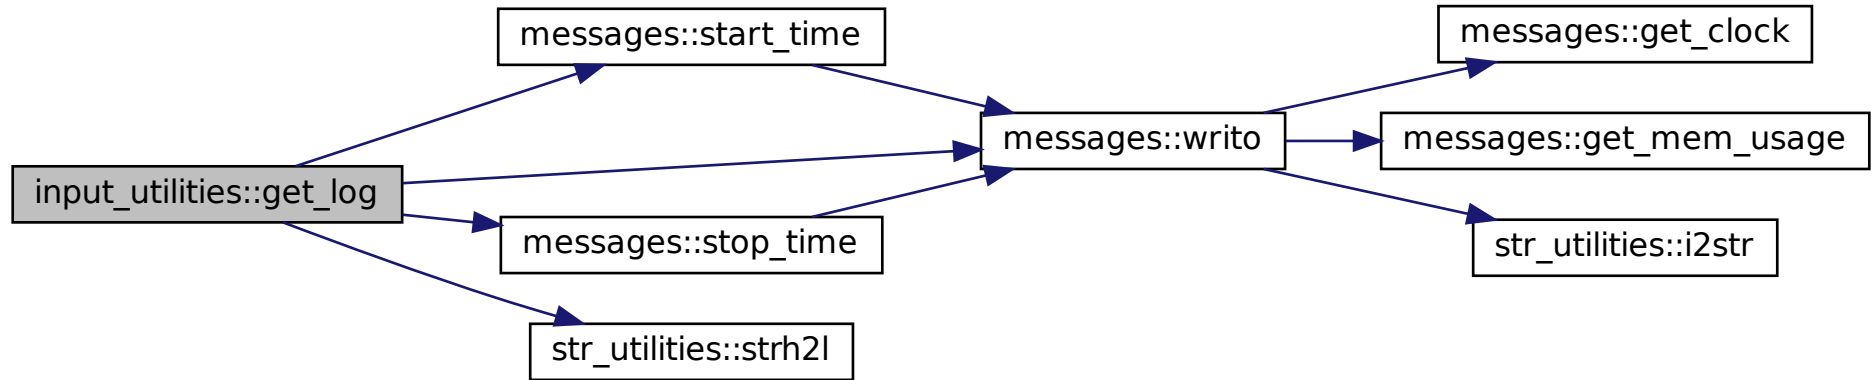 input_utilities::get_log
messages::start_time
messages::writo
messages::stop_time
str_utilities::strh2l
messages::get_clock
messages::get_mem_usage
str_utilities::i2str